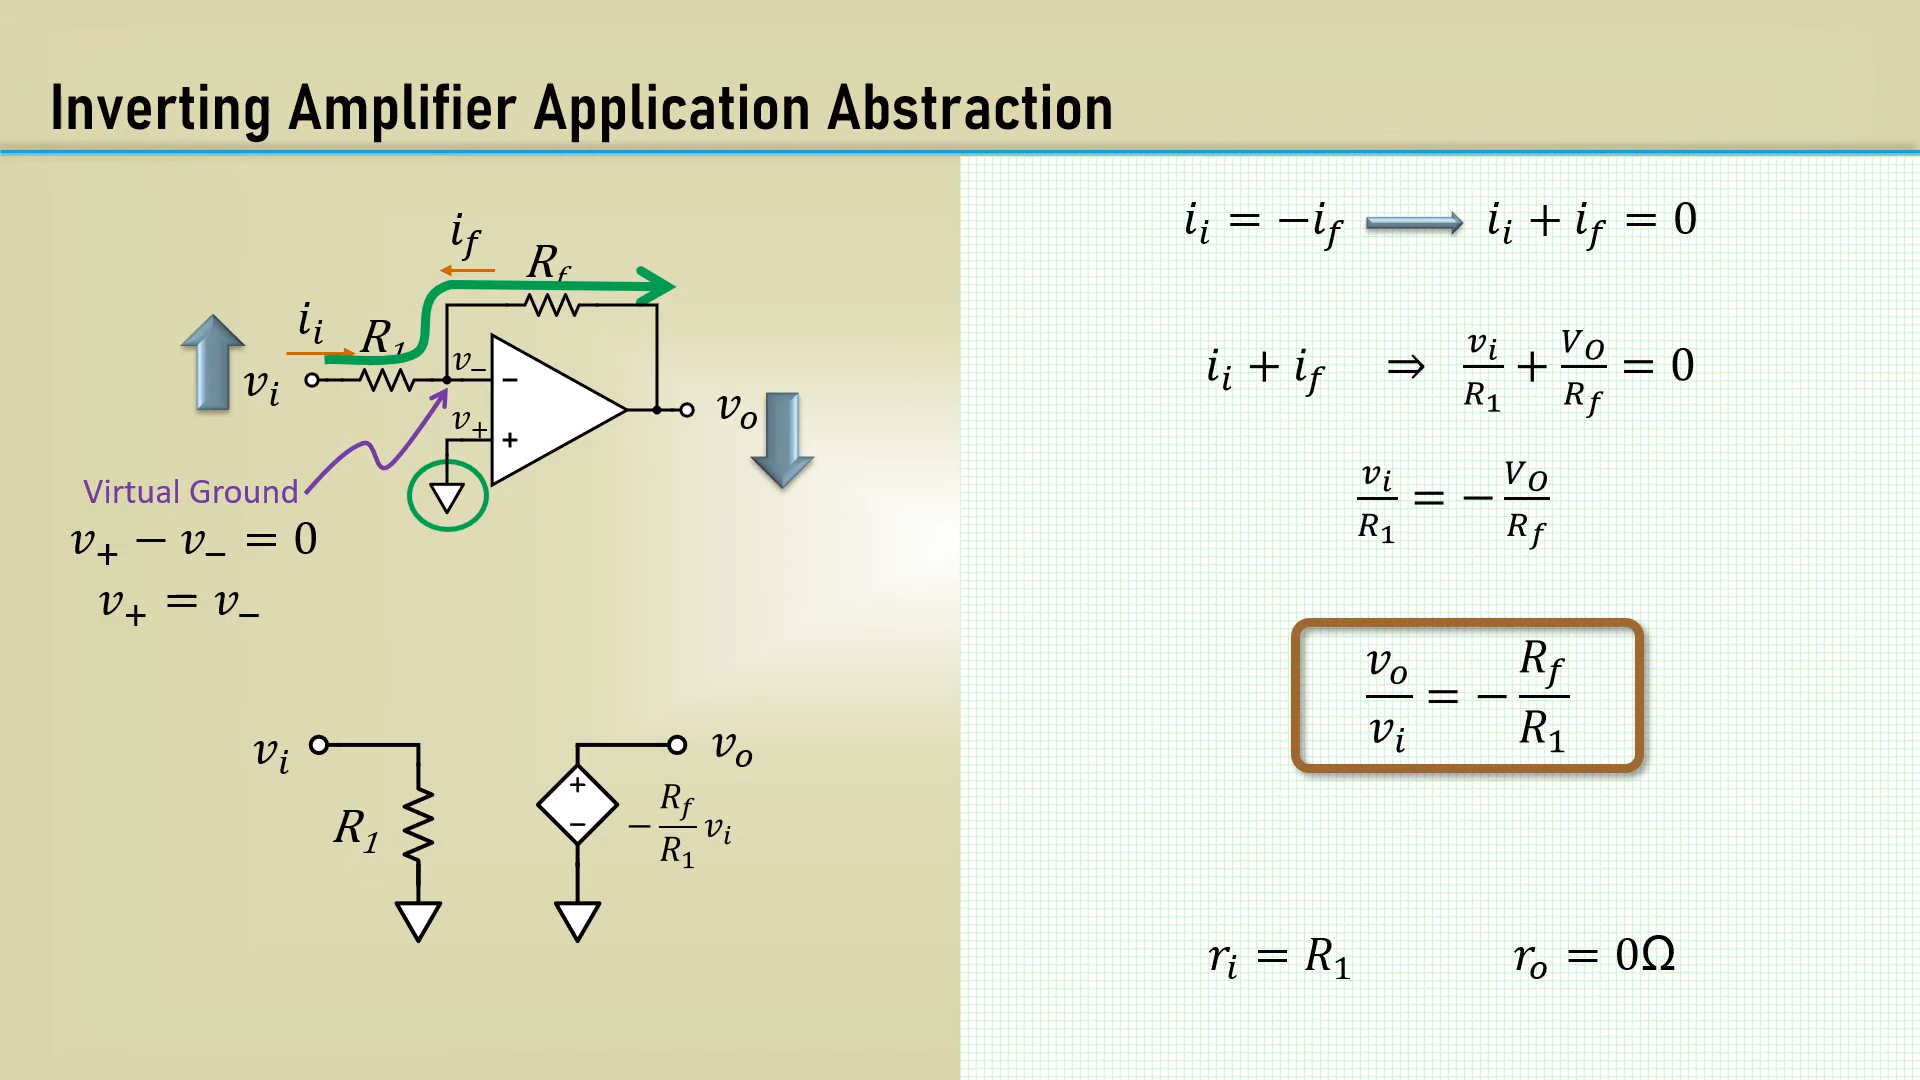 Inverting Amplifier Application Abstraction
i_f
R_f
i_i
R_1
v_i
v_−
−
v_+
+
v_o
Virtual Ground
v_+ − v_− = 0
v_+ = v_−
v_i
R_1
+
−
−R_f/R_1 v_i
v_o
i_i = −i_f
i_i + i_f = 0
i_i + i_f ⇒ v_i/R_1 + V_O/R_f = 0
v_i/R_1 = −V_O/R_f
v_o/v_i = −R_f/R_1
r_i = R_1
r_o = 0Ω